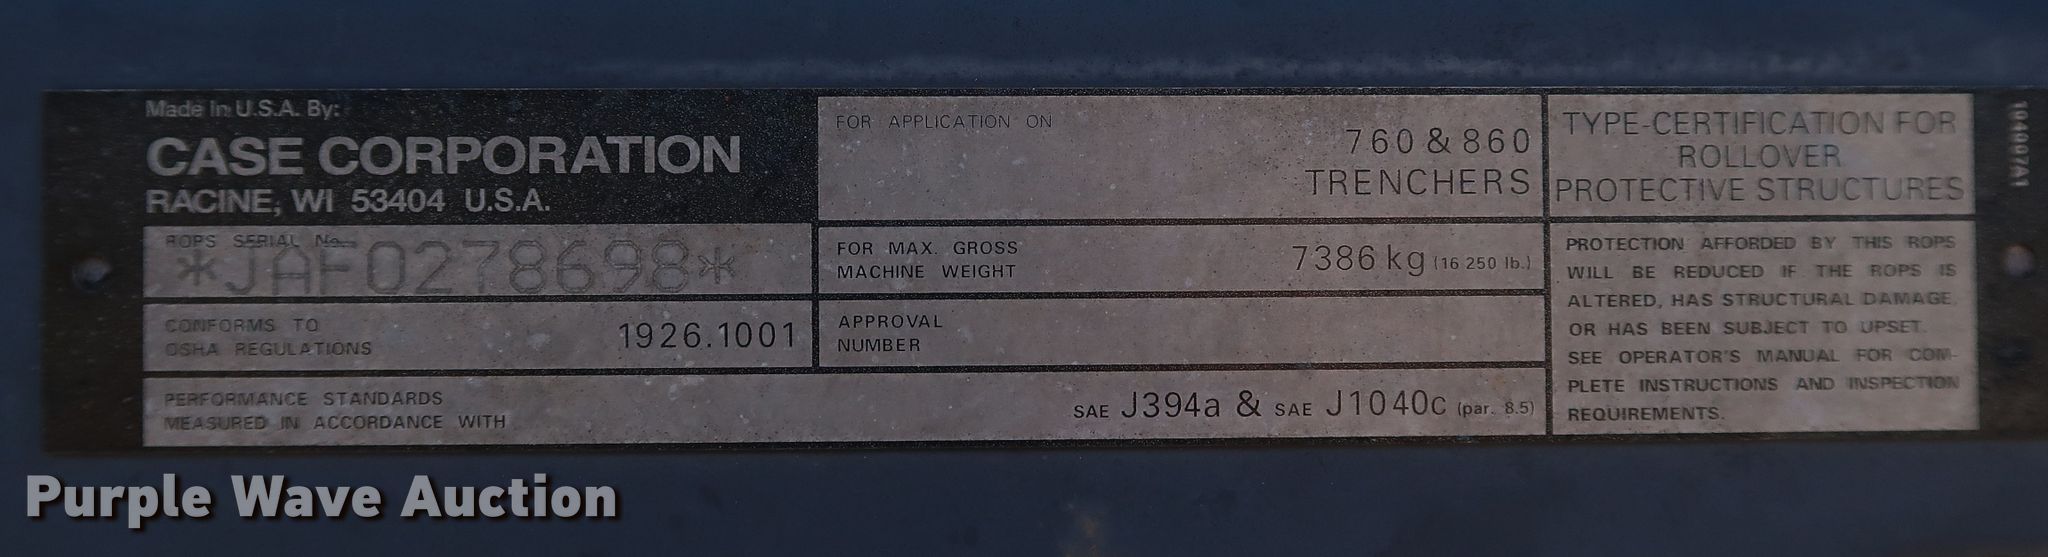 Made in U.S.A. By:
CASE CORPORATION
RACINE, WI 53404 U.S.A.
ROPS SERIAL No.
*JAF0278698*
CONFORMS TO
OSHA REGULATIONS
1926.1001
PERFORMANCE STANDARDS
MEASURED IN ACCORDANCE WITH
SAE J394a & SAE J1040c (par. 8.5)
FOR APPLICATION ON
760 & 860
TRENCHERS
FOR MAX. GROSS
MACHINE WEIGHT
7386 kg (16 250 lb.)
APPROVAL
NUMBER
TYPE-CERTIFICATION FOR
ROLLOVER
PROTECTIVE STRUCTURES
PROTECTION AFFORDED BY THIS ROPS
WILL BE REDUCED IF THE ROPS IS
ALTERED, HAS STRUCTURAL DAMAGE,
OR HAS BEEN SUBJECT TO UPSET.
SEE OPERATOR'S MANUAL FOR COM-
PLETE INSTRUCTIONS AND INSPECTION
REQUIREMENTS.
Purple Wave Auction